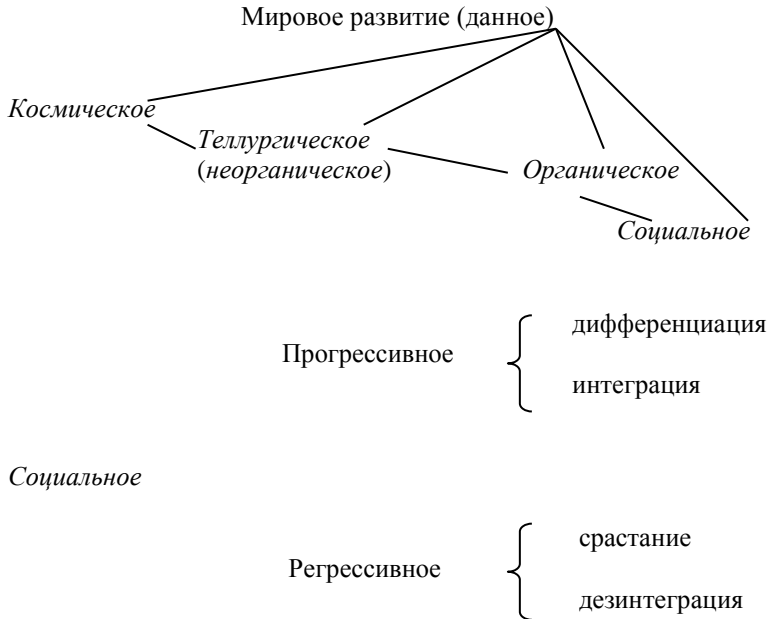 Мировое развитие (данное)
Космическое
Теллургическое
(неорганическое)
Органическое
Социальное
дифференциация
Прогрессивное
интеграция
Социальное
срастание
Регрессивное
дезинтеграция